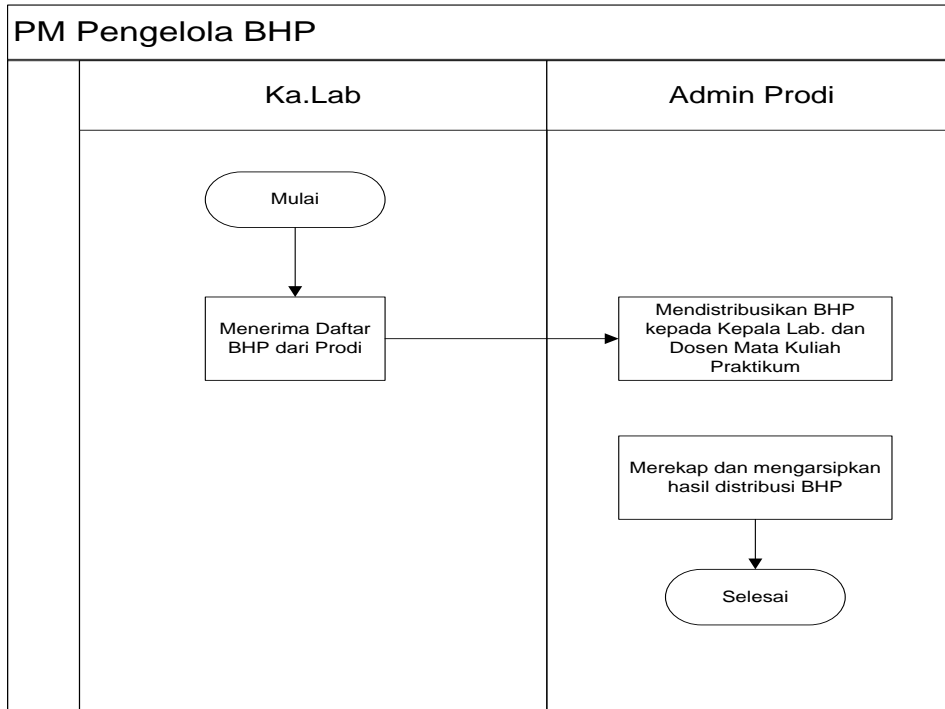 PM Pengelola BHP
Ka.Lab
Admin Prodi
Mulai
Menerima Daftar
BHP dari Prodi
Mendistribusikan BHP
kepada Kepala Lab. dan
Dosen Mata Kuliah
Praktikum
Merekap dan mengarsipkan
hasil distribusi BHP
Selesai